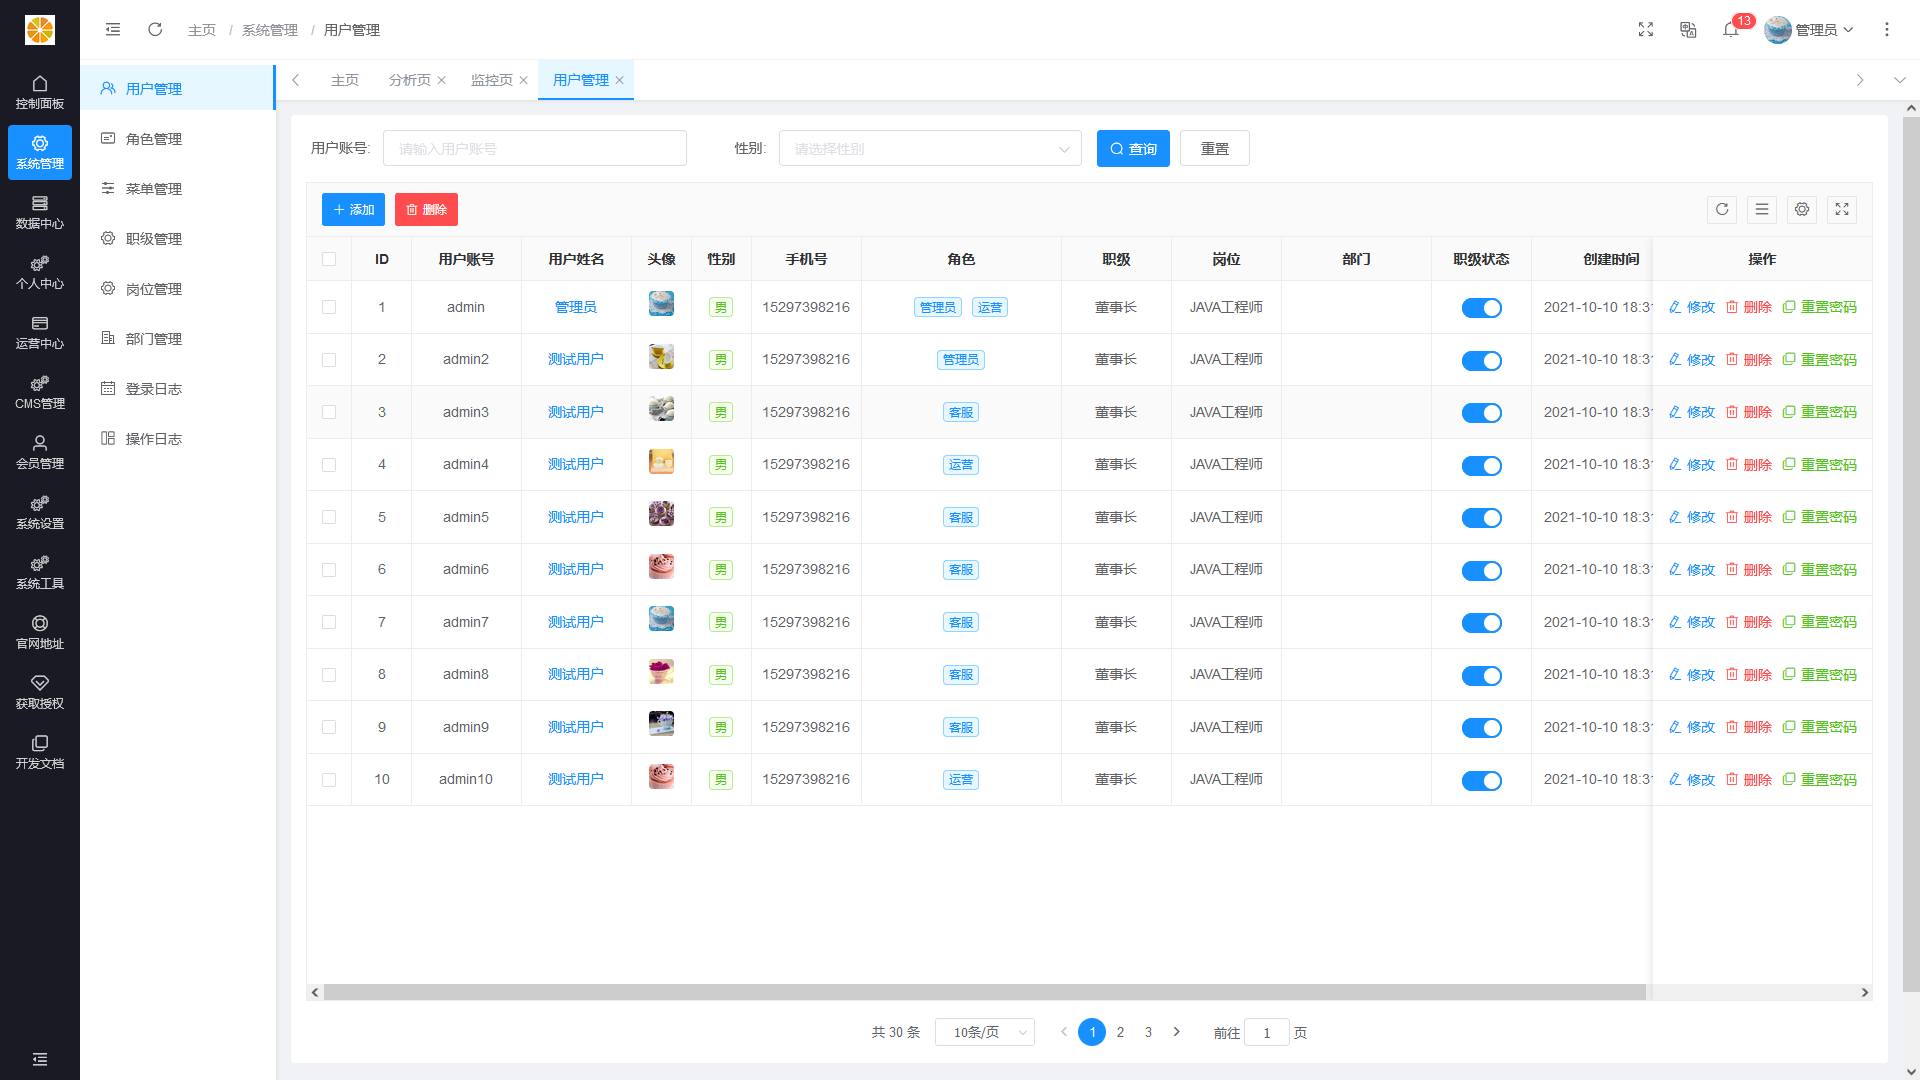 主页 / 系统管理 / 用户管理
13
管理员
控制面板
系统管理
数据中心
个人中心
运营中心
CMS管理
会员管理
系统设置
系统工具
官网地址
获取授权
开发文档
用户管理
角色管理
菜单管理
职级管理
岗位管理
部门管理
登录日志
操作日志
主页 分析页 监控页 用户管理
用户账号: 请输入用户账号 性别: 请选择性别 查询 重置
添加 删除
ID 用户账号 用户姓名 头像 性别 手机号 角色 职级 岗位 部门 职级状态 创建时间 操作
1 admin 管理员 男 15297398216 管理员 运营 董事长 JAVA工程师 2021-10-10 18:31 修改 删除 重置密码
2 admin2 测试用户 男 15297398216 管理员 董事长 JAVA工程师 2021-10-10 18:31 修改 删除 重置密码
3 admin3 测试用户 男 15297398216 客服 董事长 JAVA工程师 2021-10-10 18:31 修改 删除 重置密码
4 admin4 测试用户 男 15297398216 运营 董事长 JAVA工程师 2021-10-10 18:31 修改 删除 重置密码
5 admin5 测试用户 男 15297398216 客服 董事长 JAVA工程师 2021-10-10 18:31 修改 删除 重置密码
6 admin6 测试用户 男 15297398216 客服 董事长 JAVA工程师 2021-10-10 18:31 修改 删除 重置密码
7 admin7 测试用户 男 15297398216 客服 董事长 JAVA工程师 2021-10-10 18:31 修改 删除 重置密码
8 admin8 测试用户 男 15297398216 客服 董事长 JAVA工程师 2021-10-10 18:31 修改 删除 重置密码
9 admin9 测试用户 男 15297398216 客服 董事长 JAVA工程师 2021-10-10 18:31 修改 删除 重置密码
10 admin10 测试用户 男 15297398216 运营 董事长 JAVA工程师 2021-10-10 18:31 修改 删除 重置密码
共 30 条 10条/页 1 2 3 前往 1 页